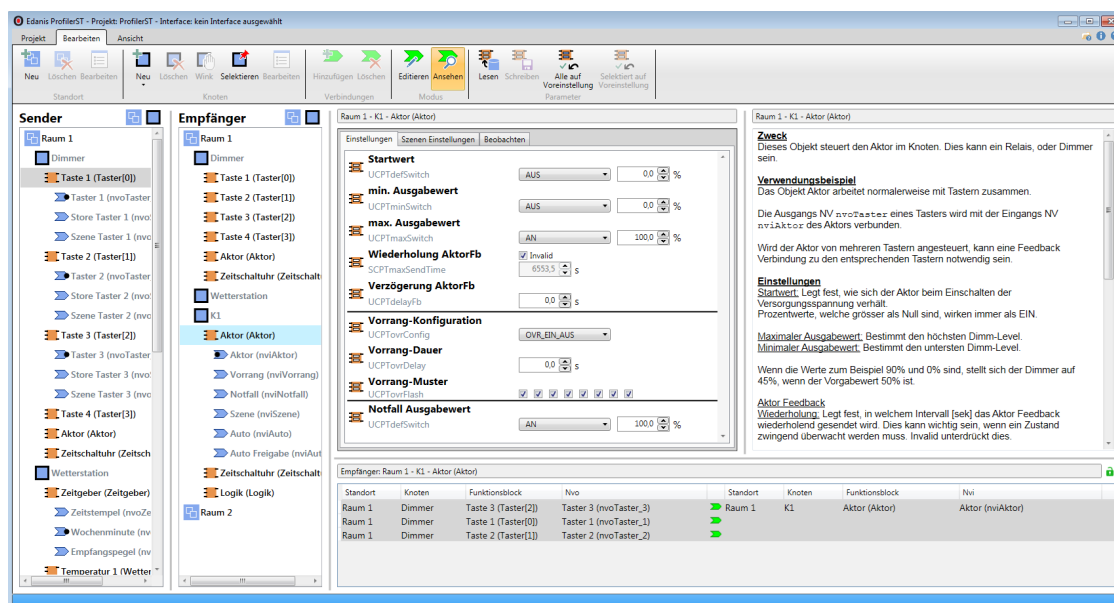 Edanis ProfilerST - Projekt: ProfilerST - Interface: kein Interface ausgewählt
Projekt Bearbeiten Ansicht
Neu Löschen Bearbeiten Neu Löschen Wink Selektieren Bearbeiten Hinzufügen Löschen Editieren Ansehen Lesen Schreiben Alle auf Voreinstellung Selektiert auf Voreinstellung
Standort Knoten Verbindungen Modus Parameter
Sender
Raum 1
Dimmer
Taste 1 (Taster[0])
Taster 1 (nvoTaster
Store Taster 1 (nvo
Szene Taster 1 (nvo
Taste 2 (Taster[1])
Taster 2 (nvoTaster
Store Taster 2 (nvo
Szene Taster 2 (nvo
Taste 3 (Taster[2])
Taster 3 (nvoTaster
Store Taster 3 (nvo
Szene Taster 3 (nvo
Taste 4 (Taster[3])
Aktor (Aktor)
Zeitschaltuhr (Zeitsch
Wetterstation
Zeitgeber (Zeitgeber)
Zeitstempel (nvoZe
Wochenminute (nv
Empfangspegel (nv
Temperatur 1 (Wetter
Empfänger
Raum 1
Dimmer
Taste 1 (Taster[0])
Taste 2 (Taster[1])
Taste 3 (Taster[2])
Taste 4 (Taster[3])
Aktor (Aktor)
Zeitschaltuhr (Zeitschalt
Wetterstation
K1
Aktor (Aktor)
Aktor (nviAktor)
Vorrang (nviVorrang)
Notfall (nviNotfall)
Szene (nviSzene)
Auto (nviAuto)
Auto Freigabe (nviAut
Zeitschaltuhr (Zeitschalt
Logik (Logik)
Raum 2
Raum 1 - K1 - Aktor (Aktor)
Einstellungen Szenen Einstellungen Beobachten
Startwert
UCPTdefSwitch AUS 0,0 %
min. Ausgabewert
UCPTminSwitch AUS 0,0 %
max. Ausgabewert
UCPTmaxSwitch AN 100,0 %
Wiederholung AktorFb Invalid
SCPTmaxSendTime 6553,5 s
Verzögerung AktorFb
UCPTdelayFb 0,0 s
Vorrang-Konfiguration
UCPTovrConfig OVR_EIN_AUS
Vorrang-Dauer
UCPTovrDelay 0,0 s
Vorrang-Muster
UCPTovrFlash
Notfall Ausgabewert
UCPTdefSwitch AN 100,0 %
Raum 1 - K1 - Aktor (Aktor)
Zweck
Dieses Objekt steuert den Aktor im Knoten. Dies kann ein Relais, oder Dimmer
sein.
Verwendungsbeispiel
Das Objekt Aktor arbeitet normalerweise mit Tastern zusammen.
Die Ausgangs NV nvoTaster eines Tasters wird mit der Eingangs NV
nviAktor des Aktors verbunden.
Wird der Aktor von mehreren Tastern angesteuert, kann eine Feedback
Verbindung zu den entsprechenden Tastern notwendig sein.
Einstellungen
Startwert: Legt fest, wie sich der Aktor beim Einschalten der
Versorgungsspannung verhält.
Prozentwerte, welche grösser als Null sind, wirken immer als EIN.
Maximaler Ausgabewert: Bestimmt den höchsten Dimm-Level.
Minimaler Ausgabewert: Bestimmt den untersten Dimm-Level.
Wenn die Werte zum Beispiel 90% und 0% sind, stellt sich der Dimmer auf
45%, wenn der Vorgabewert 50% ist.
Aktor Feedback
Wiederholung: Legt fest, in welchem Intervall [sek] das Aktor Feedback
wiederholend gesendet wird. Dies kann wichtig sein, wenn ein Zustand
zwingend überwacht werden muss. Invalid unterdrückt dies.
Empfänger: Raum 1 - K1 - Aktor (Aktor)
Standort Knoten Funktionsblock Nvo Standort Knoten Funktionsblock Nvi
Raum 1 Dimmer Taste 3 (Taster[2]) Taster 3 (nvoTaster_3) Raum 1 K1 Aktor (Aktor) Aktor (nviAktor)
Raum 1 Dimmer Taste 1 (Taster[0]) Taster 1 (nvoTaster_1)
Raum 1 Dimmer Taste 2 (Taster[1]) Taster 2 (nvoTaster_2)